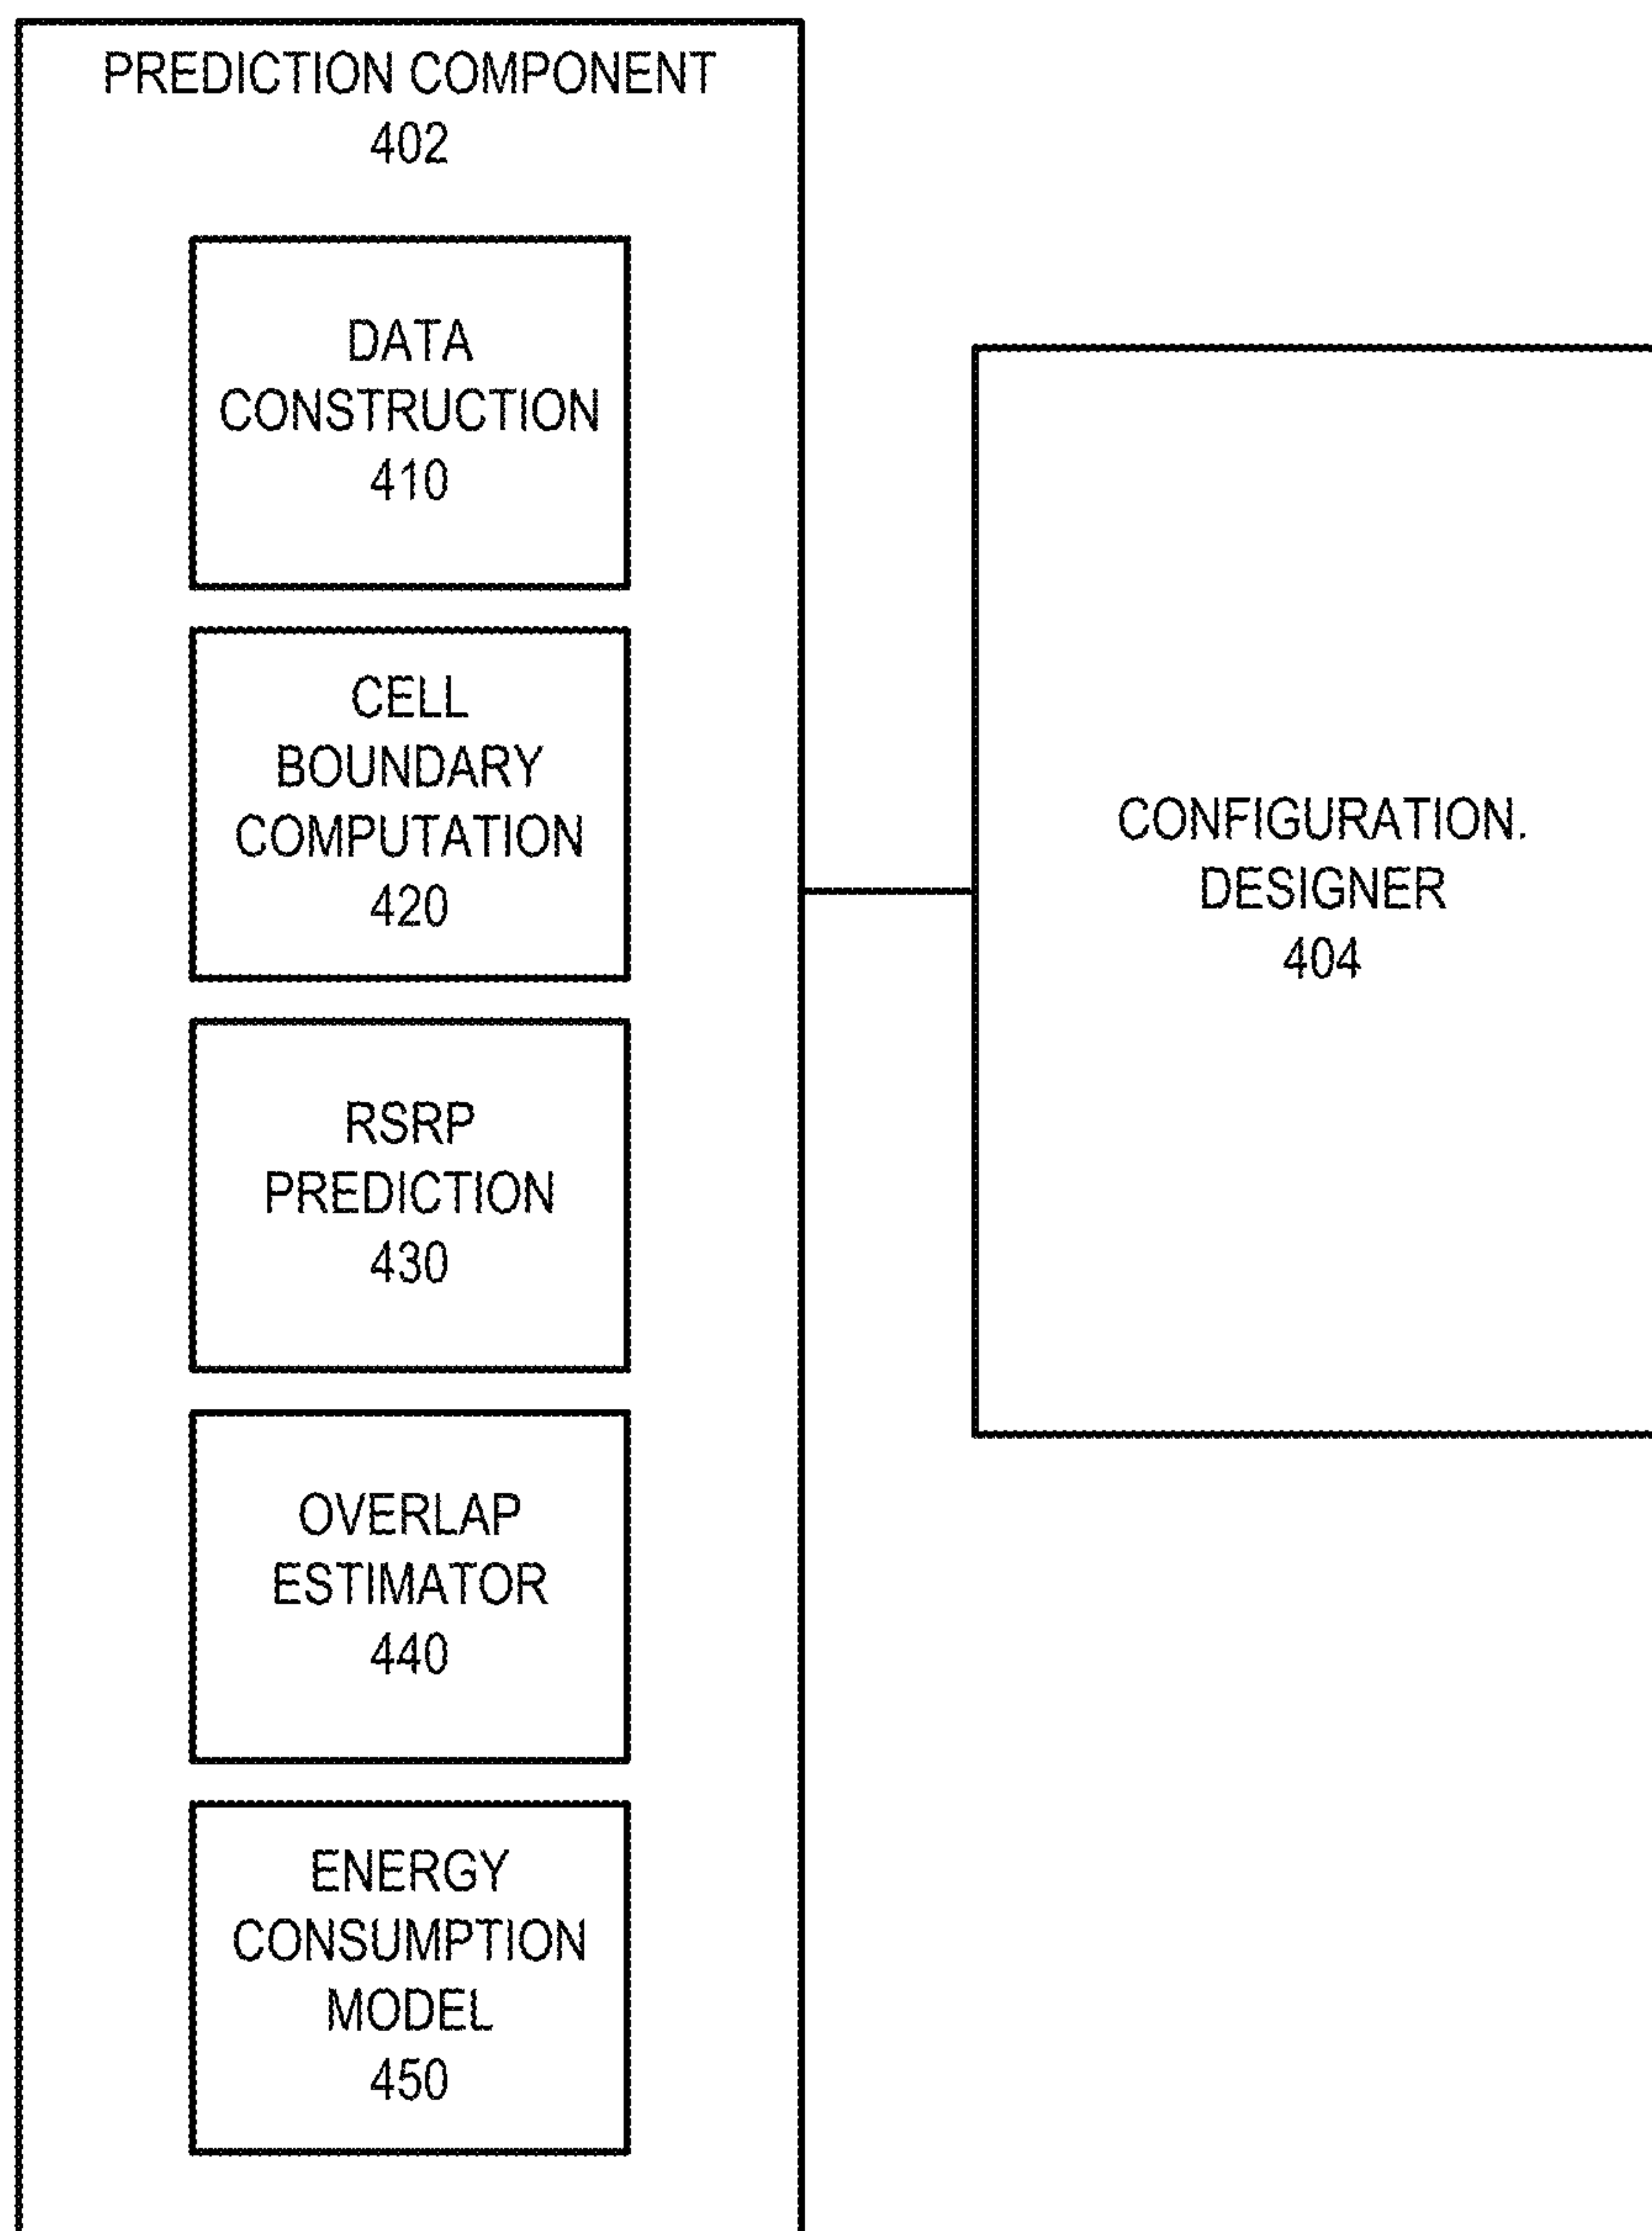 PREDICTION COMPONENT
402
DATA
CONSTRUCTION
410
CELL
BOUNDARY
COMPUTATION
420
RSRP
PREDICTION
430
OVERLAP
ESTIMATOR
440
ENERGY
CONSUMPTION
MODEL
450
CONFIGURATION.
DESIGNER
404